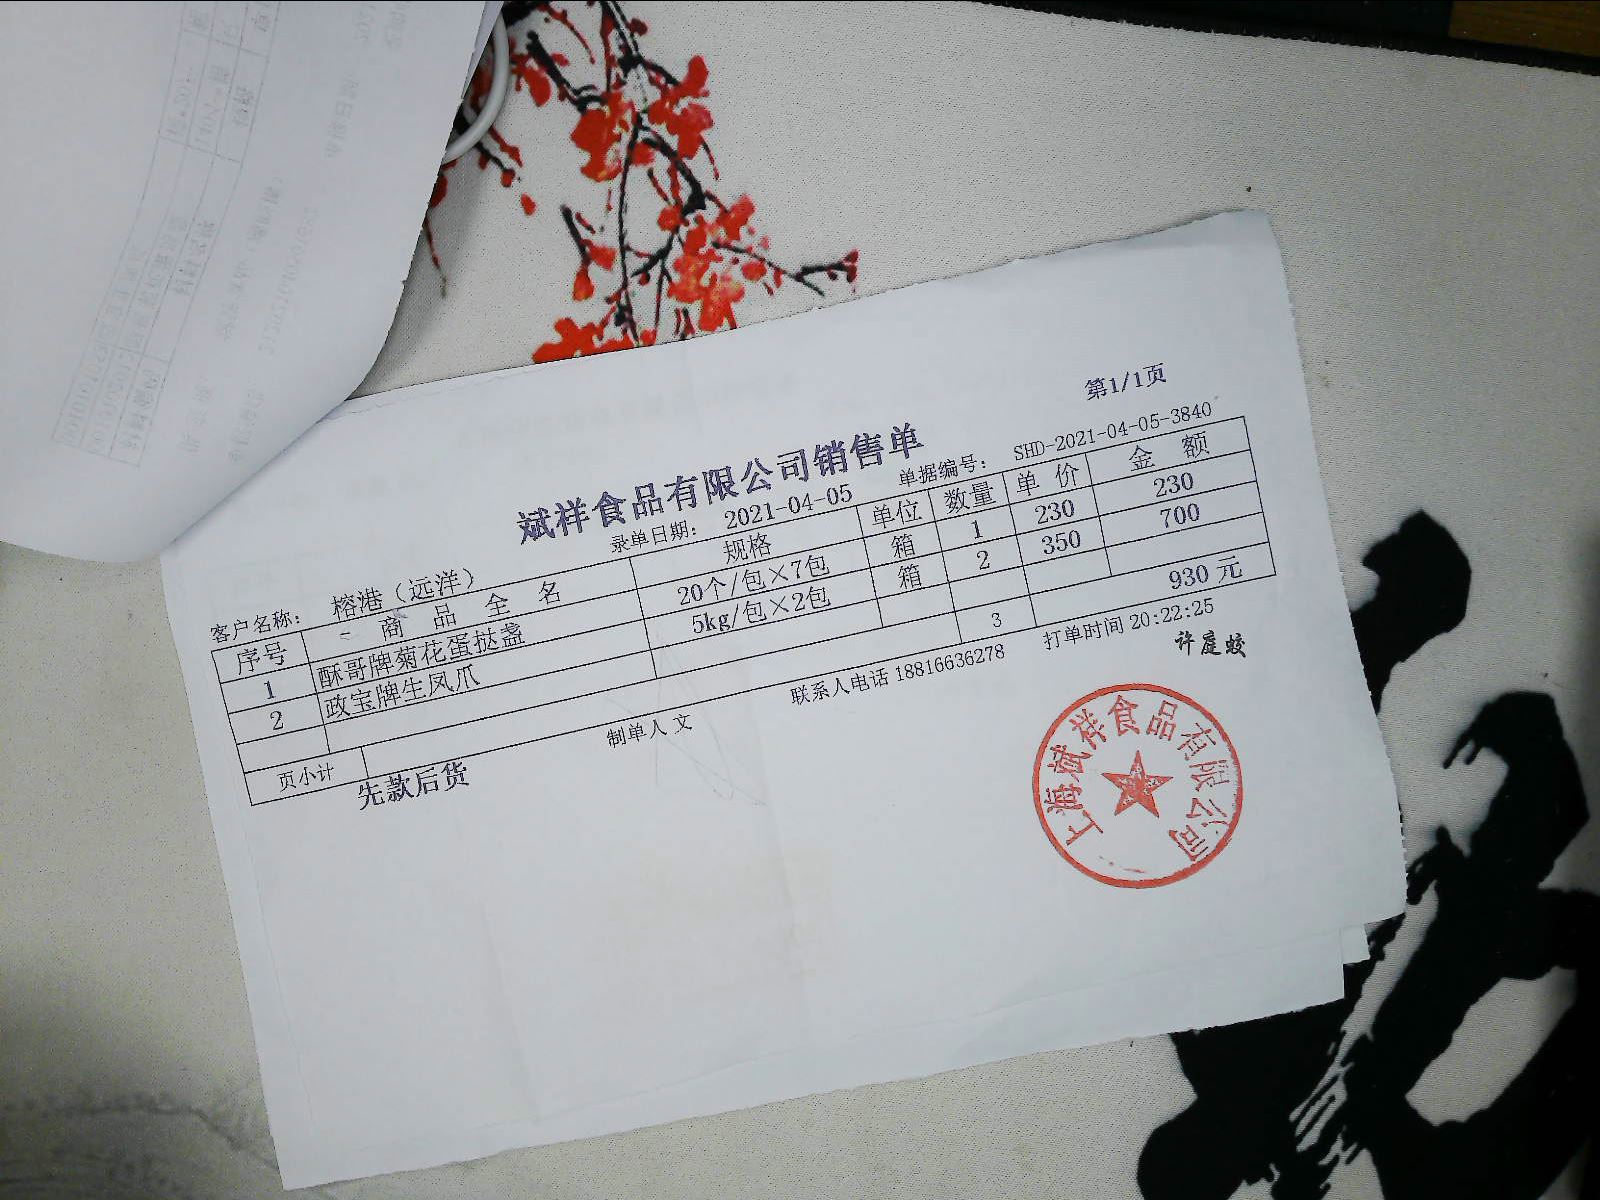 第1/1页
斌祥食品有限公司销售单
客户名称： 榕港（远洋） 录单日期： 2021-04-05 单据编号： SHD-2021-04-05-3840
序号 商 品 全 名 规格 单位 数量 单 价 金 额
1 酥哥牌菊花蛋挞盏 20个/包×7包 箱 1 230 230
2 政宝牌生凤爪 5kg/包×2包 箱 2 350 700
页小计 3 930 元
先款后货 制单人 文 联系人电话 18816636278 打单时间 20:22:25
许庭蛟
上海斌祥食品有限公司